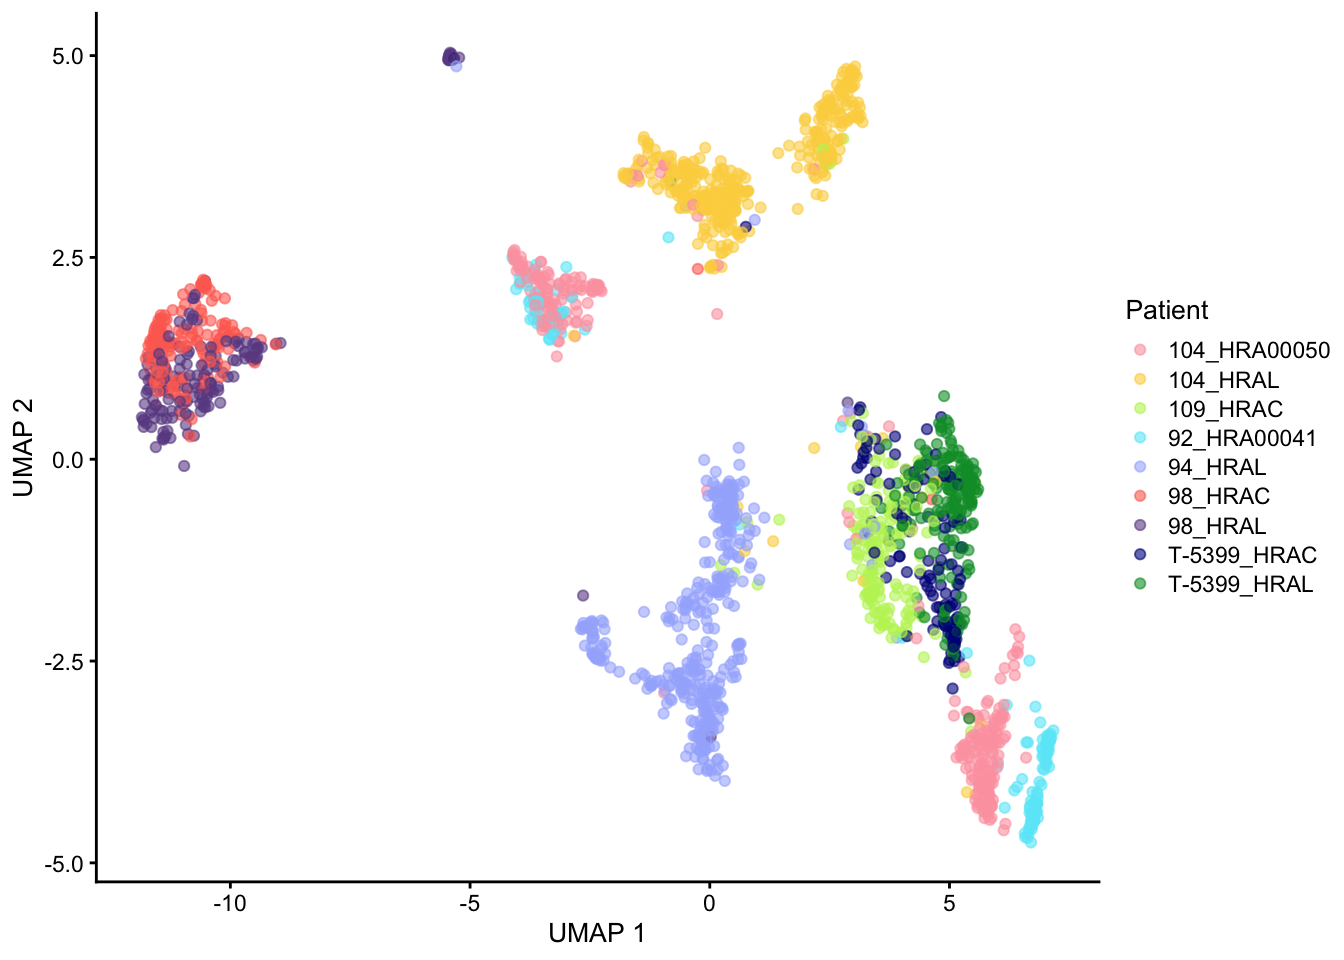 5.0
2.5
0.0
-2.5
-5.0
UMAP 2
-10
-5
0
5
UMAP 1
Patient
104_HRA00050
104_HRAL
109_HRAC
92_HRA00041
94_HRAL
98_HRAC
98_HRAL
T-5399_HRAC
T-5399_HRAL